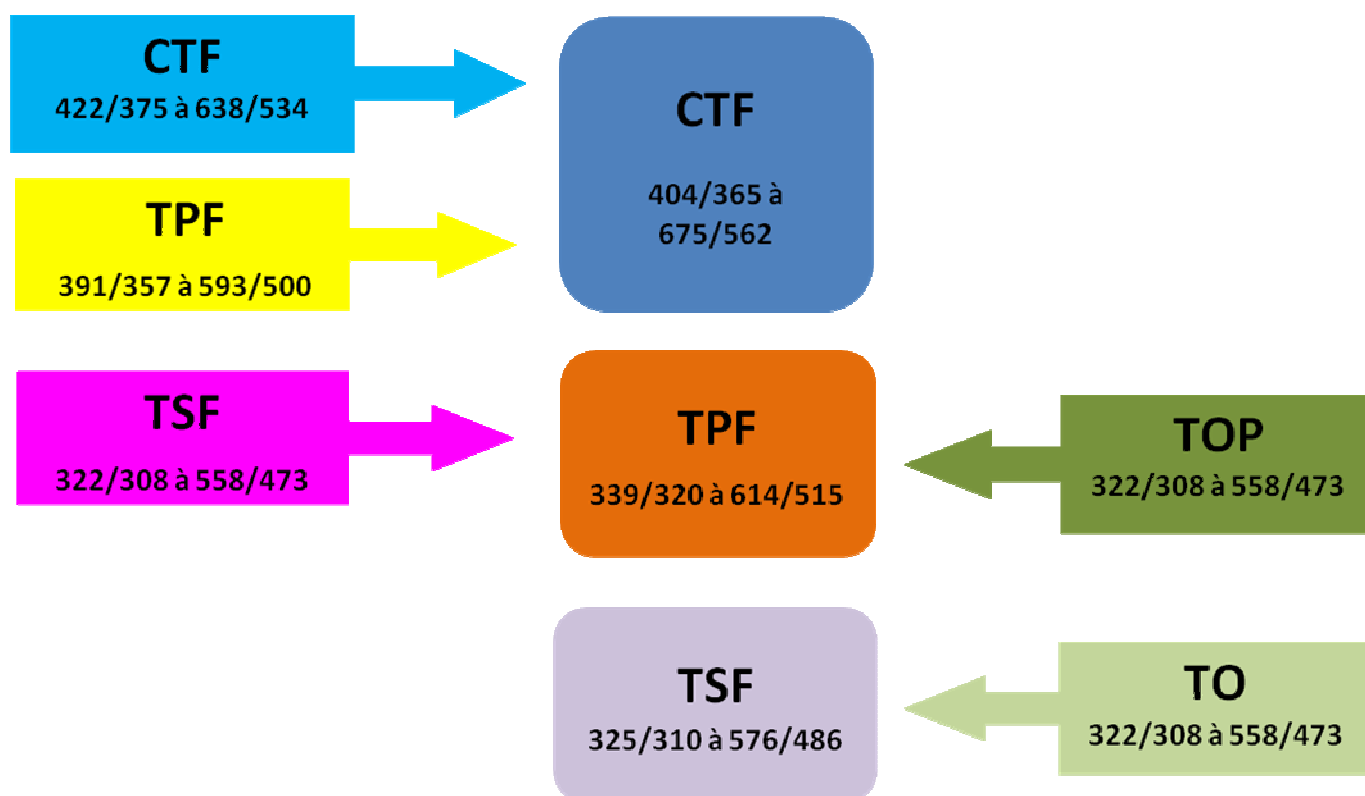 CTF
422/375 à 638/534
CTF
404/365 à
675/562
TPF
391/357 à 593/500
TSF
322/308 à 558/473
TPF
339/320 à 614/515
TOP
322/308 à 558/473
TSF
325/310 à 576/486
TO
322/308 à 558/473